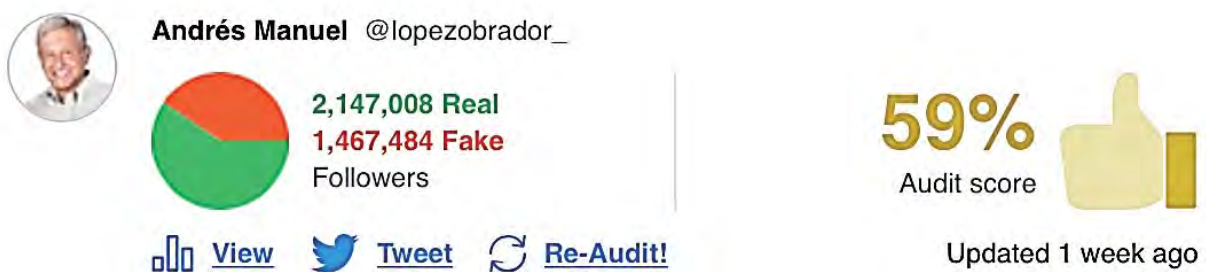 Andrés Manuel @lopezobrador_
2,147,008 Real
1,467,484 Fake
Followers
59%
Audit score
View Tweet Re-Audit!
Updated 1 week ago